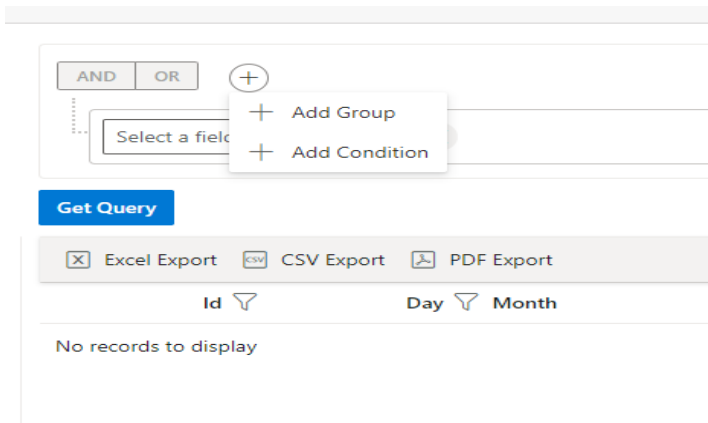 AND OR
Add Group
Select a field
Add Condition
Get Query
Excel Export CSV Export PDF Export
Id Day Month
No records to display